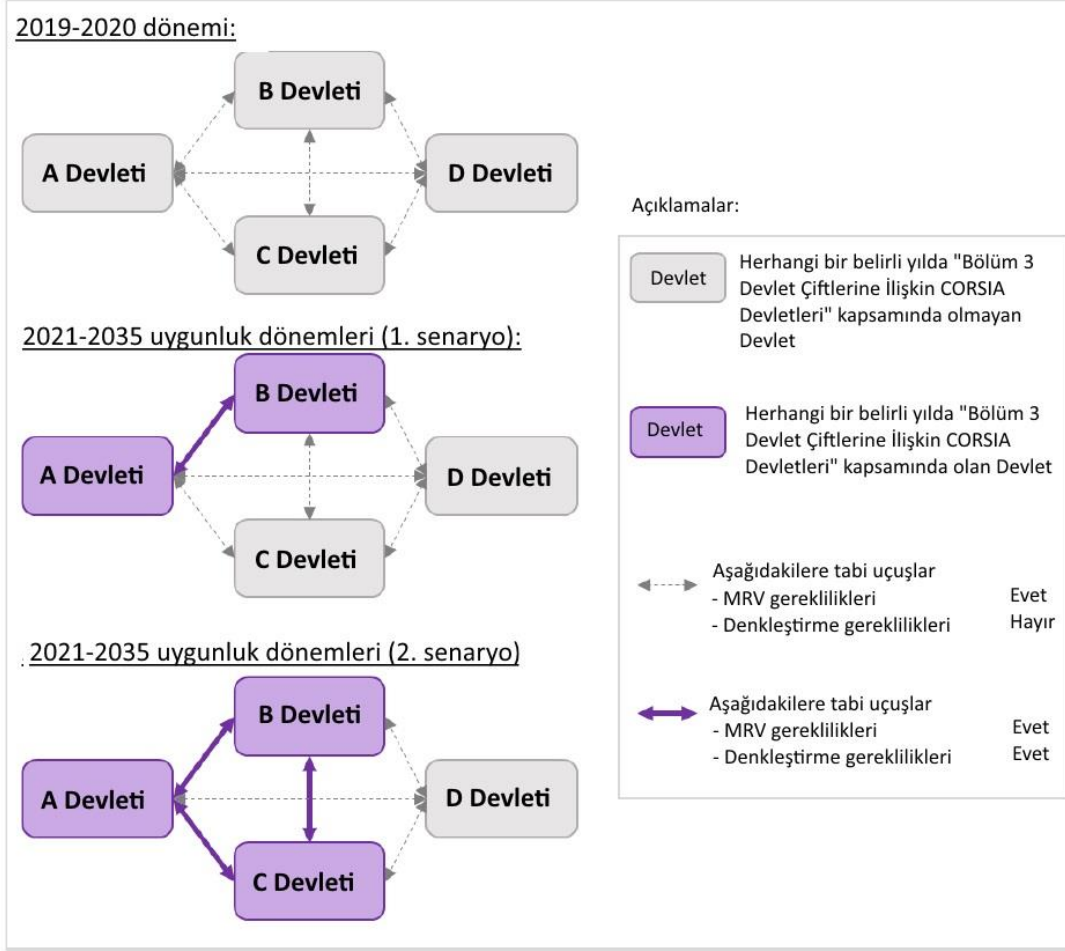 2019-2020 dönemi:
B Devleti
A Devleti
D Devleti
C Devleti
2021-2035 uygunluk dönemleri (1. senaryo):
B Devleti
A Devleti
D Devleti
C Devleti
. 2021-2035 uygunluk dönemleri (2. senaryo)
B Devleti
A Devleti
D Devleti
C Devleti
Açıklamalar:
Devlet
Herhangi bir belirli yılda "Bölüm 3
Devlet Çiftlerine İlişkin CORSIA
Devletleri" kapsamında olmayan
Devlet
Devlet
Herhangi bir belirli yılda "Bölüm 3
Devlet Çiftlerine İlişkin CORSIA
Devletleri" kapsamında olan Devlet
Aşağıdakilere tabi uçuşlar
- MRV gereklilikleri Evet
- Denkleştirme gereklilikleri Hayır
Aşağıdakilere tabi uçuşlar
- MRV gereklilikleri Evet
- Denkleştirme gereklilikleri Evet